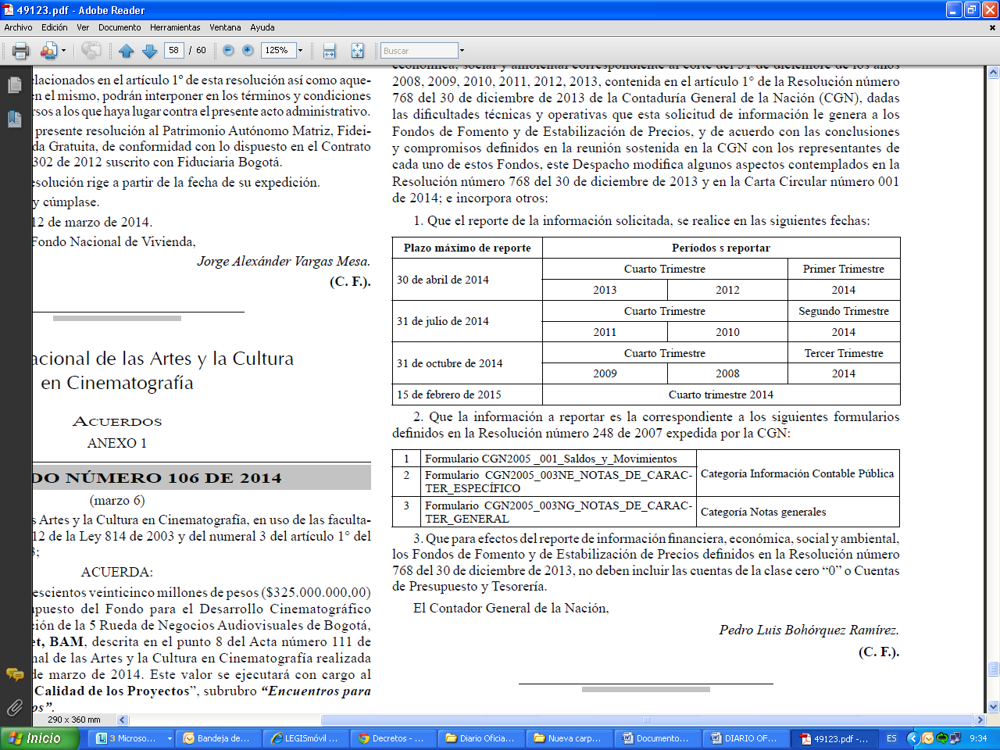 49123.pdf - Adobe Reader
Archivo Edición Ver Documento Herramientas Ventana Ayuda
58 / 60 125% Buscar
elacionados en el artículo 1º de esta resolución así como aque-
en el mismo, podrán interponer en los términos y condiciones
rsos a los que haya lugar contra el presente acto administrativo.
presente resolución al Patrimonio Autónomo Matriz, Fidei-
da Gratuita, de conformidad con lo dispuesto en el Contrato
302 de 2012 suscrito con Fiduciaria Bogotá.
esolución rige a partir de la fecha de su expedición.
y cúmplase.
12 de marzo de 2014.
Fondo Nacional de Vivienda,
Jorge Alexánder Vargas Mesa.
(C. F.).
acional de las Artes y la Cultura
en Cinematografía
ACUERDOS
ANEXO 1
DO NÚMERO 106 DE 2014
(marzo 6)
s Artes y la Cultura en Cinematografía, en uso de las faculta-
12 de la Ley 814 de 2003 y del numeral 3 del artículo 1° del
3;
ACUERDA:
escientos veinticinco millones de pesos ($325.000.000,00)
upuesto del Fondo para el Desarrollo Cinematográfico
ción de la 5 Rueda de Negocios Audiovisuales de Bogotá,
et, BAM, descrita en el punto 8 del Acta número 111 de
nal de las Artes y la Cultura en Cinematografía realizada
de marzo de 2014. Este valor se ejecutará con cargo al
Calidad de los Proyectos”, subrubro “Encuentros para
os”.
económica, social y ambiental correspondiente al corte del 31 de diciembre de los años
2008, 2009, 2010, 2011, 2012, 2013, contenida en el artículo 1° de la Resolución número
768 del 30 de diciembre de 2013 de la Contaduría General de la Nación (CGN), dadas
las dificultades técnicas y operativas que esta solicitud de información le genera a los
Fondos de Fomento y de Estabilización de Precios, y de acuerdo con las conclusiones
y compromisos definidos en la reunión sostenida en la CGN con los representantes de
cada uno de estos Fondos, este Despacho modifica algunos aspectos contemplados en la
Resolución número 768 del 30 de diciembre de 2013 y en la Carta Circular número 001
de 2014; e incorpora otros:
1. Que el reporte de la información solicitada, se realice en las siguientes fechas:
Plazo máximo de reporte Períodos s reportar
30 de abril de 2014 Cuarto Trimestre Primer Trimestre
2013 2012 2014
31 de julio de 2014 Cuarto Trimestre Segundo Trimestre
2011 2010 2014
31 de octubre de 2014 Cuarto Trimestre Tercer Trimestre
2009 2008 2014
15 de febrero de 2015 Cuarto trimestre 2014
2. Que la información a reportar es la correspondiente a los siguientes formularios
definidos en la Resolución número 248 de 2007 expedida por la CGN:
1 Formulario CGN2005 _001_Saldos_y_Movimientos
Categoría Información Contable Pública
2 Formulario CGN2005_003NE_NOTAS_DE_CARAC-
TER_ESPECÍFICO
3 Formulario CGN2005_003NG_NOTAS_DE_CARAC-
TER_GENERAL
Categoría Notas generales
3. Que para efectos del reporte de información financiera, económica, social y ambiental,
los Fondos de Fomento y de Estabilización de Precios definidos en la Resolución número
768 del 30 de diciembre de 2013, no deben incluir las cuentas de la clase cero “0” o Cuentas
de Presupuesto y Tesorería.
El Contador General de la Nación,
Pedro Luis Bohórquez Ramírez.
(C. F.).
290 x 360 mm
Inicio 3 Microso... Bandeja de... LEGISmóvil ... Decretos - ... Diario Oficia... Nueva carp... Documento... DIARIO OF... 49123.pdf -... ES 9:34